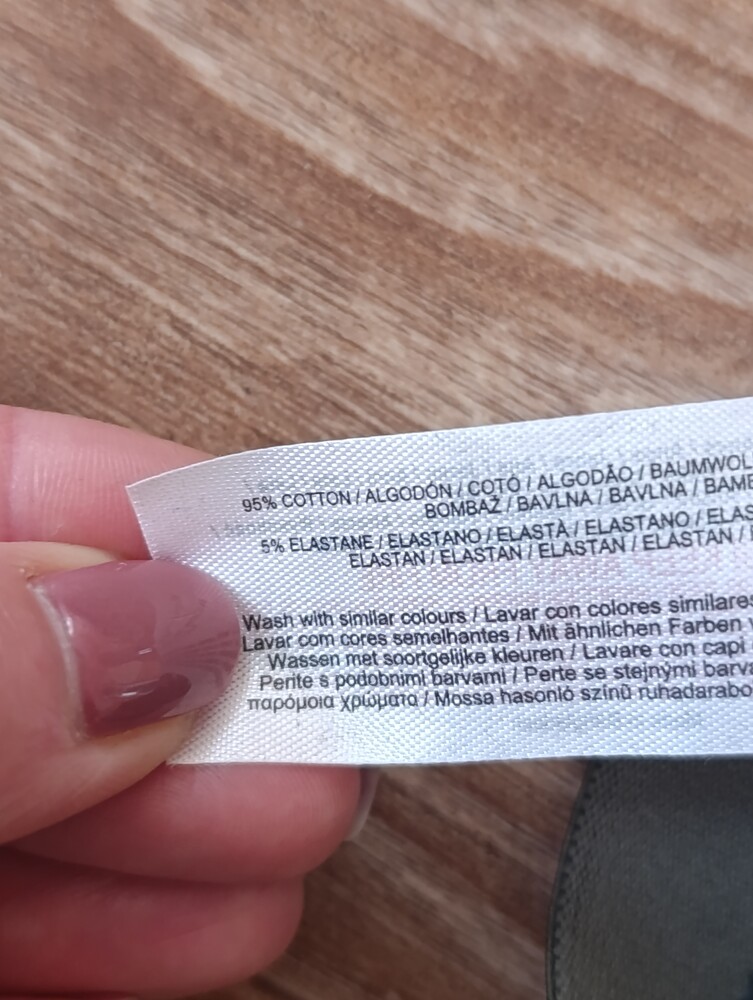 95% COTTON / ALGODÓN / COTÓ / ALGODÃO / BAUMWOL
BOMBAŽ / BAVLNA / BAVLNA / BAMB
5% ELASTANE / ELASTANO / ELASTÀ / ELASTANO / ELAS
ELASTAN / ELASTAN / ELASTAN / ELASTAN /
Wash with similar colours / Lavar con colores similares
Lavar com cores semelhantes / Mit ähnlichen Farben
Wassen met soortgelijke kleuren / Lavare con capi
Perite s podobnimi barvami / Perte se stejnými barva
παρόμοια χρώματα / Mossa hasonló színű ruhadarabo